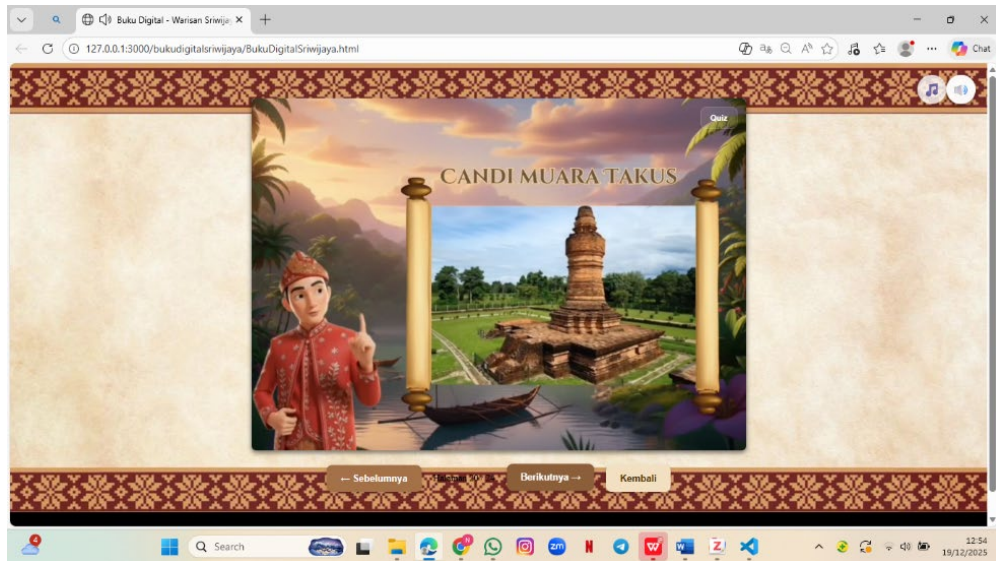 Buku Digital - Warisan Sriwija
127.0.0.1:3000/bukudigitalsriwijaya/BukuDigitalSriwijaya.html
Chat
Quiz
CANDI MUARA TAKUS
← Sebelumnya
Berikutnya →
Kembali
Search
12:54
19/12/2025